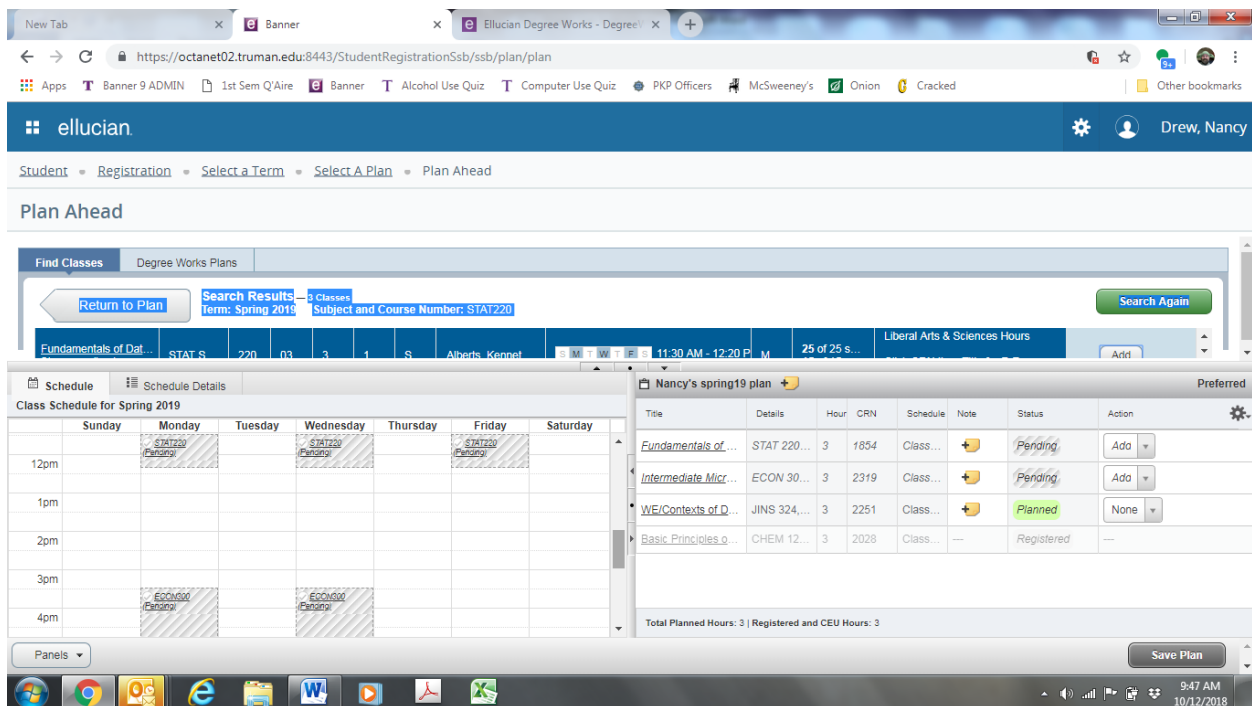 New Tab × Banner × Ellucian Degree Works - Degree × +
https://octanet02.truman.edu:8443/StudentRegistrationSsb/ssb/plan/plan 9+
Apps Banner 9 ADMIN 1st Sem Q'Aire Banner Alcohol Use Quiz Computer Use Quiz PKP Officers McSweeney's Onion Cracked Other bookmarks
ellucian. Drew, Nancy
Student Registration Select a Term Select A Plan Plan Ahead
Plan Ahead
Find Classes Degree Works Plans
Return to Plan Search Results — 3 Classes Search Again
Term: Spring 2019 Subject and Course Number: STAT220
Liberal Arts & Sciences Hours
Fundamentals of Dat... STAT S 220 03 3 1 S Alberts, Kennet S M T W T F S 11:30 AM - 12:20 P M 25 of 25 s... Add
Schedule Schedule Details
Nancy's spring19 plan Preferred
Class Schedule for Spring 2019
Sunday Monday Tuesday Wednesday Thursday Friday Saturday
STAT220 STAT220 STAT220
(Pending) (Pending) (Pending)
12pm
1pm
2pm
3pm
ECON300 ECON300
(Pending) (Pending)
4pm
Title Details Hour CRN Schedule Note Status Action
Fundamentals of ... STAT 220... 3 1854 Class... Pending Add
Intermediate Micr... ECON 30... 3 2319 Class... Pending Add
WE/Contexts of D... JINS 324,... 3 2251 Class... Planned None
Basic Principles o... CHEM 12... 3 2028 Class... --- Registered ---
Total Planned Hours: 3 | Registered and CEU Hours: 3
Panels Save Plan
9:47 AM
10/12/2018